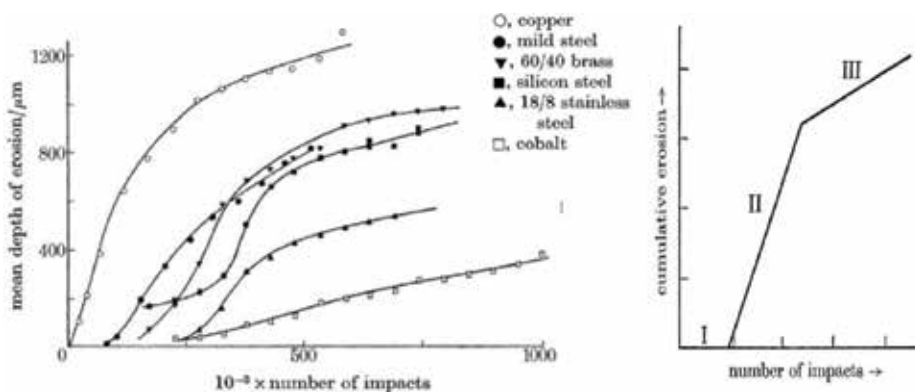 ○, copper
●, mild steel
▼, 60/40 brass
■, silicon steel
▲, 18/8 stainless
steel
□, cobalt
1200
800
400
0
0
500
1000
mean depth of erosion/μm
10⁻³ × number of impacts
I
II
III
cumulative erosion →
number of impacts →